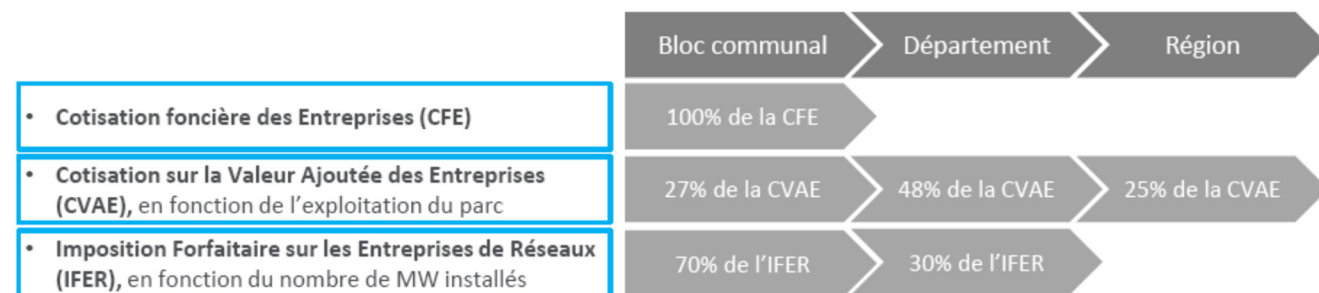 Bloc communal Département Région
• Cotisation foncière des Entreprises (CFE) 100% de la CFE
• Cotisation sur la Valeur Ajoutée des Entreprises
(CVAE), en fonction de l'exploitation du parc
27% de la CVAE 48% de la CVAE 25% de la CVAE
• Imposition Forfaitaire sur les Entreprises de Réseaux
(IFER), en fonction du nombre de MW installés
70% de l'IFER 30% de l'IFER